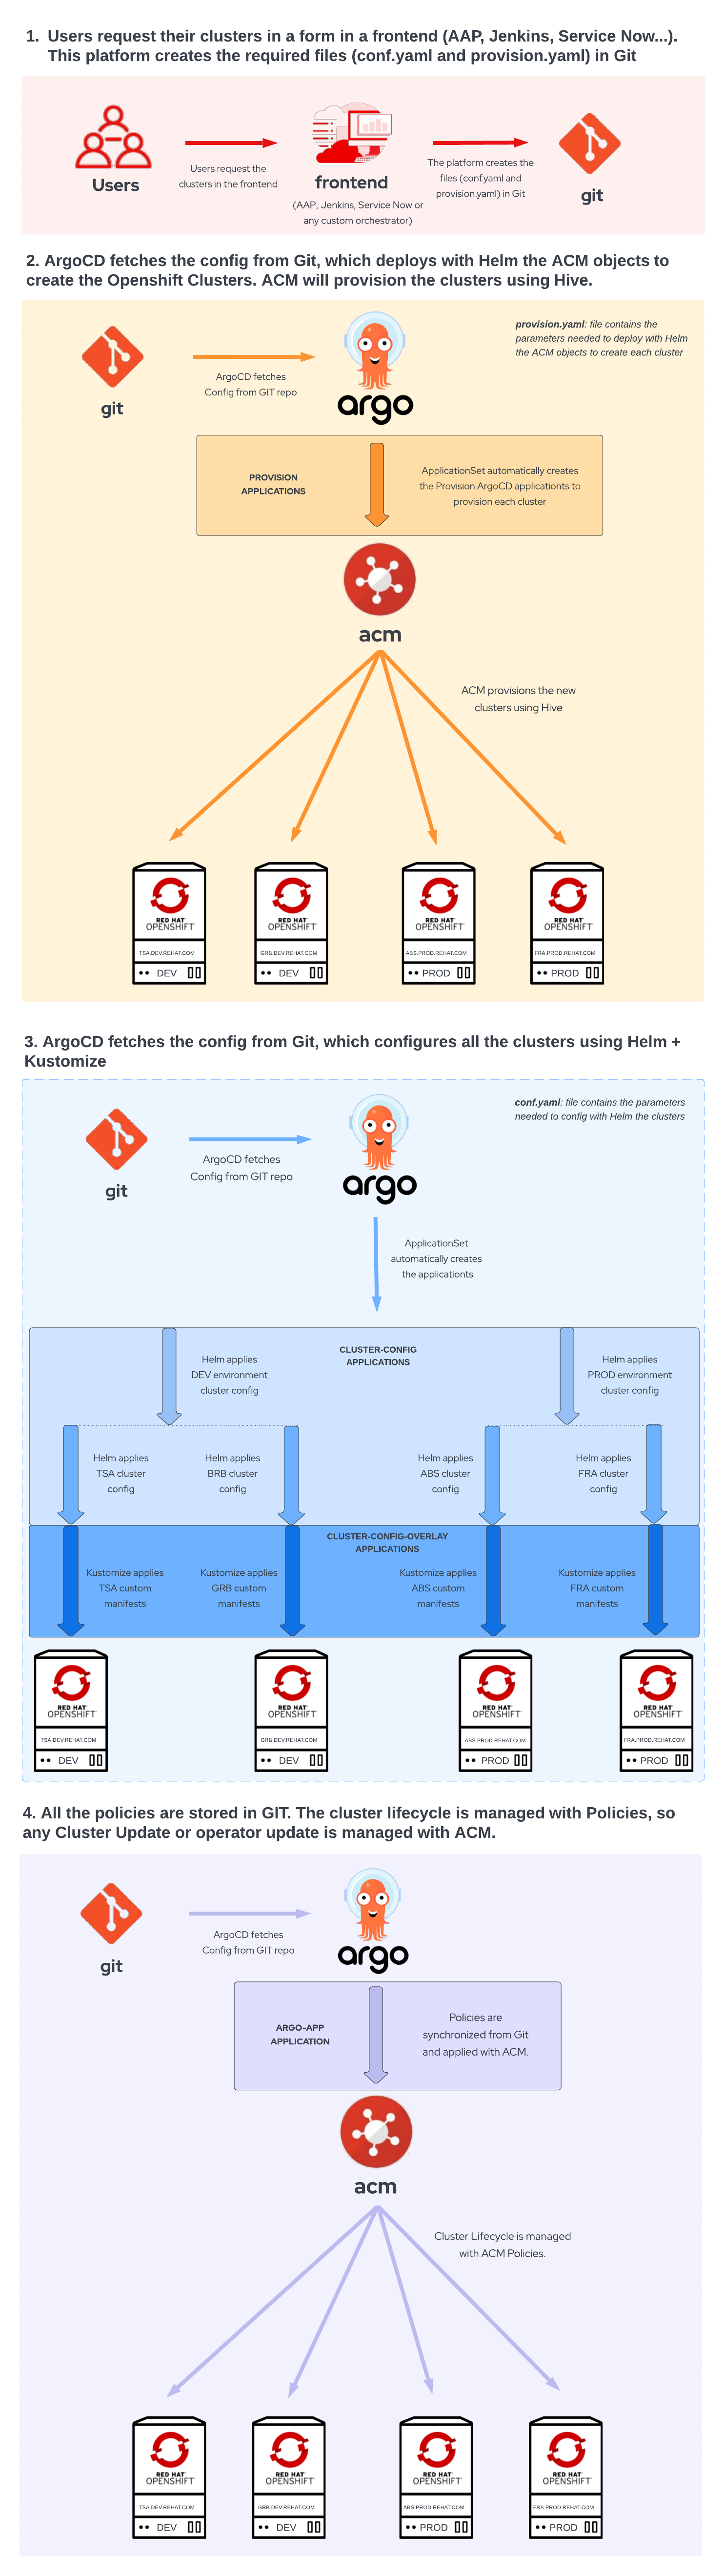 1. Users request their clusters in a form in a frontend (AAP, Jenkins, Service Now...).
This platform creates the required files (conf.yaml and provision.yaml) in Git
Users
Users request the
clusters in the frontend
frontend
(AAP, Jenkins, Service Now or
any custom orchestrator)
The platform creates the
files (conf.yaml and
provision.yaml) in Git
git
2. ArgoCD fetches the config from Git, which deploys with Helm the ACM objects to
create the Openshift Clusters. ACM will provision the clusters using Hive.
git
ArgoCD fetches
Config from GIT repo
argo
provision.yaml: file contains the
parameters needed to deploy with Helm
the ACM objects to create each cluster
PROVISION
APPLICATIONS
ApplicationSet automatically creates
the Provision ArgoCD applicationts to
provision each cluster
acm
ACM provisions the new
clusters using Hive
RED HAT
OPENSHIFT
TSA.DEV.REHAT.COM
DEV
RED HAT
OPENSHIFT
GRB.DEV.REHAT.COM
DEV
RED HAT
OPENSHIFT
ABS.PROD.REHAT.COM
PROD
RED HAT
OPENSHIFT
FRA.PROD.REHAT.COM
PROD
3. ArgoCD fetches the config from Git, which configures all the clusters using Helm +
Kustomize
git
ArgoCD fetches
Config from GIT repo
argo
conf.yaml: file contains the parameters
needed to config with Helm the clusters
ApplicationSet
automatically creates
the applicationts
CLUSTER-CONFIG
APPLICATIONS
Helm applies
DEV environment
cluster config
Helm applies
PROD environment
cluster config
Helm applies
TSA cluster
config
Helm applies
BRB cluster
config
Helm applies
ABS cluster
config
Helm applies
FRA cluster
config
CLUSTER-CONFIG-OVERLAY
APPLICATIONS
Kustomize applies
TSA custom
manifests
Kustomize applies
GRB custom
manifests
Kustomize applies
ABS custom
manifests
Kustomize applies
FRA custom
manifests
RED HAT
OPENSHIFT
TSA.DEV.REHAT.COM
DEV
RED HAT
OPENSHIFT
GRB.DEV.REHAT.COM
DEV
RED HAT
OPENSHIFT
ABS.PROD.REHAT.COM
PROD
RED HAT
OPENSHIFT
FRA.PROD.REHAT.COM
PROD
4. All the policies are stored in GIT. The cluster lifecycle is managed with Policies, so
any Cluster Update or operator update is managed with ACM.
git
ArgoCD fetches
Config from GIT repo
argo
ARGO-APP
APPLICATION
Policies are
synchronized from Git
and applied with ACM.
acm
Cluster Lifecycle is managed
with ACM Policies.
RED HAT
OPENSHIFT
TSA.DEV.REHAT.COM
DEV
RED HAT
OPENSHIFT
GRB.DEV.REHAT.COM
DEV
RED HAT
OPENSHIFT
ABS.PROD.REHAT.COM
PROD
RED HAT
OPENSHIFT
FRA.PROD.REHAT.COM
PROD